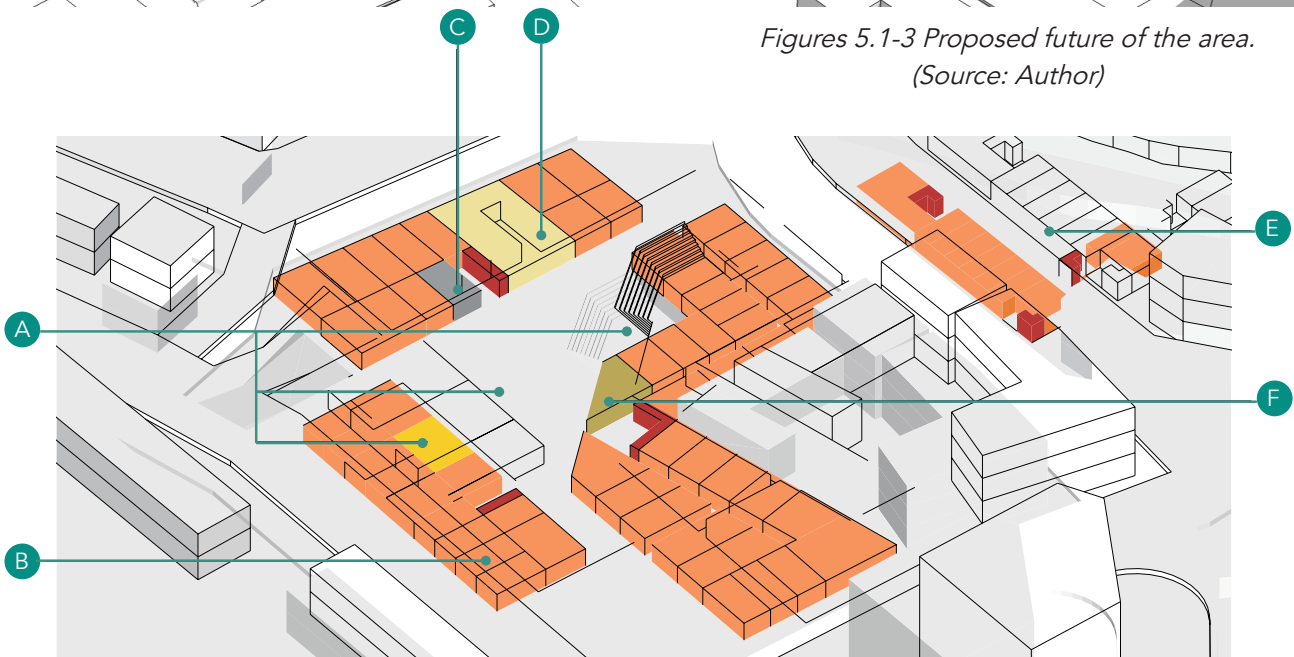 C
D
Figures 5.1-3 Proposed future of the area.
(Source: Author)
E
A
F
B